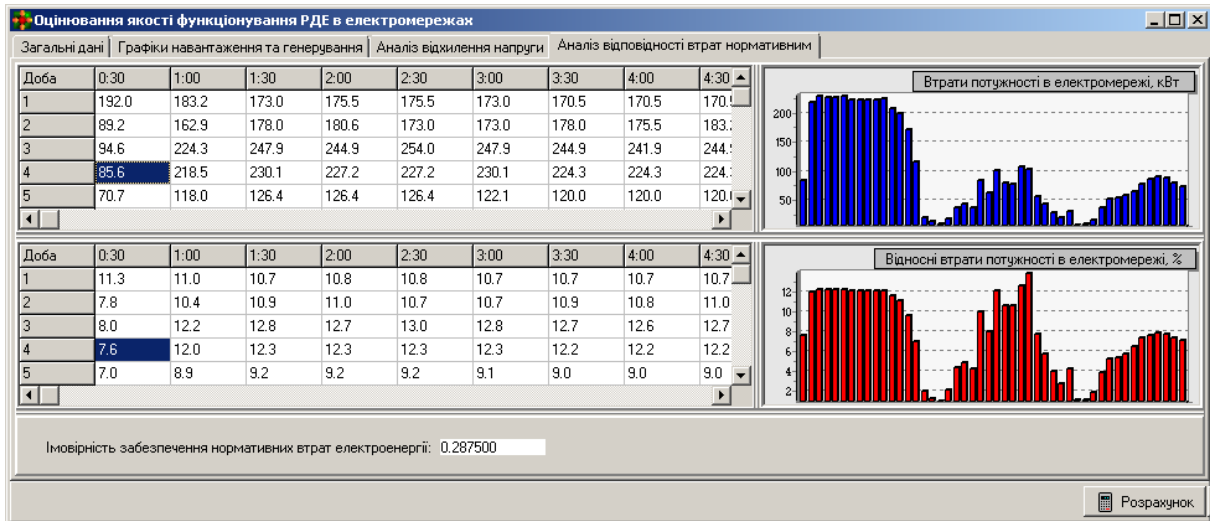 Оцінювання якості функціонування РДЕ в електромережах
Загальні дані Графіки навантаження та генерування Аналіз відхилення напруги Аналіз відповідності втрат нормативним
Доба 0:30 1:00 1:30 2:00 2:30 3:00 3:30 4:00 4:30
1 192.0 183.2 173.0 175.5 175.5 173.0 170.5 170.5
2 89.2 162.9 178.0 180.6 173.0 173.0 178.0 175.5
3 94.6 224.3 247.9 244.9 254.0 247.9 244.9 241.9
4 85.6 218.5 230.1 227.2 227.2 230.1 224.3 224.3
5 70.7 118.0 126.4 126.4 126.4 122.1 120.0 120.0
Втрати потужності в електромережі, кВт
200
150
100
50
Доба 0:30 1:00 1:30 2:00 2:30 3:00 3:30 4:00 4:30
1 11.3 11.0 10.7 10.8 10.8 10.7 10.7 10.7 10.7
2 7.8 10.4 10.9 11.0 10.7 10.7 10.9 10.8 11.0
3 8.0 12.2 12.8 12.7 13.0 12.8 12.7 12.6 12.7
4 7.6 12.0 12.3 12.3 12.3 12.3 12.2 12.2 12.2
5 7.0 8.9 9.2 9.2 9.2 9.1 9.0 9.0 9.0
Відносні втрати потужності в електромережі, %
12
10
8
6
4
2
Імовірність забезпечення нормативних втрат електроенергії: 0.287500
Розрахунок